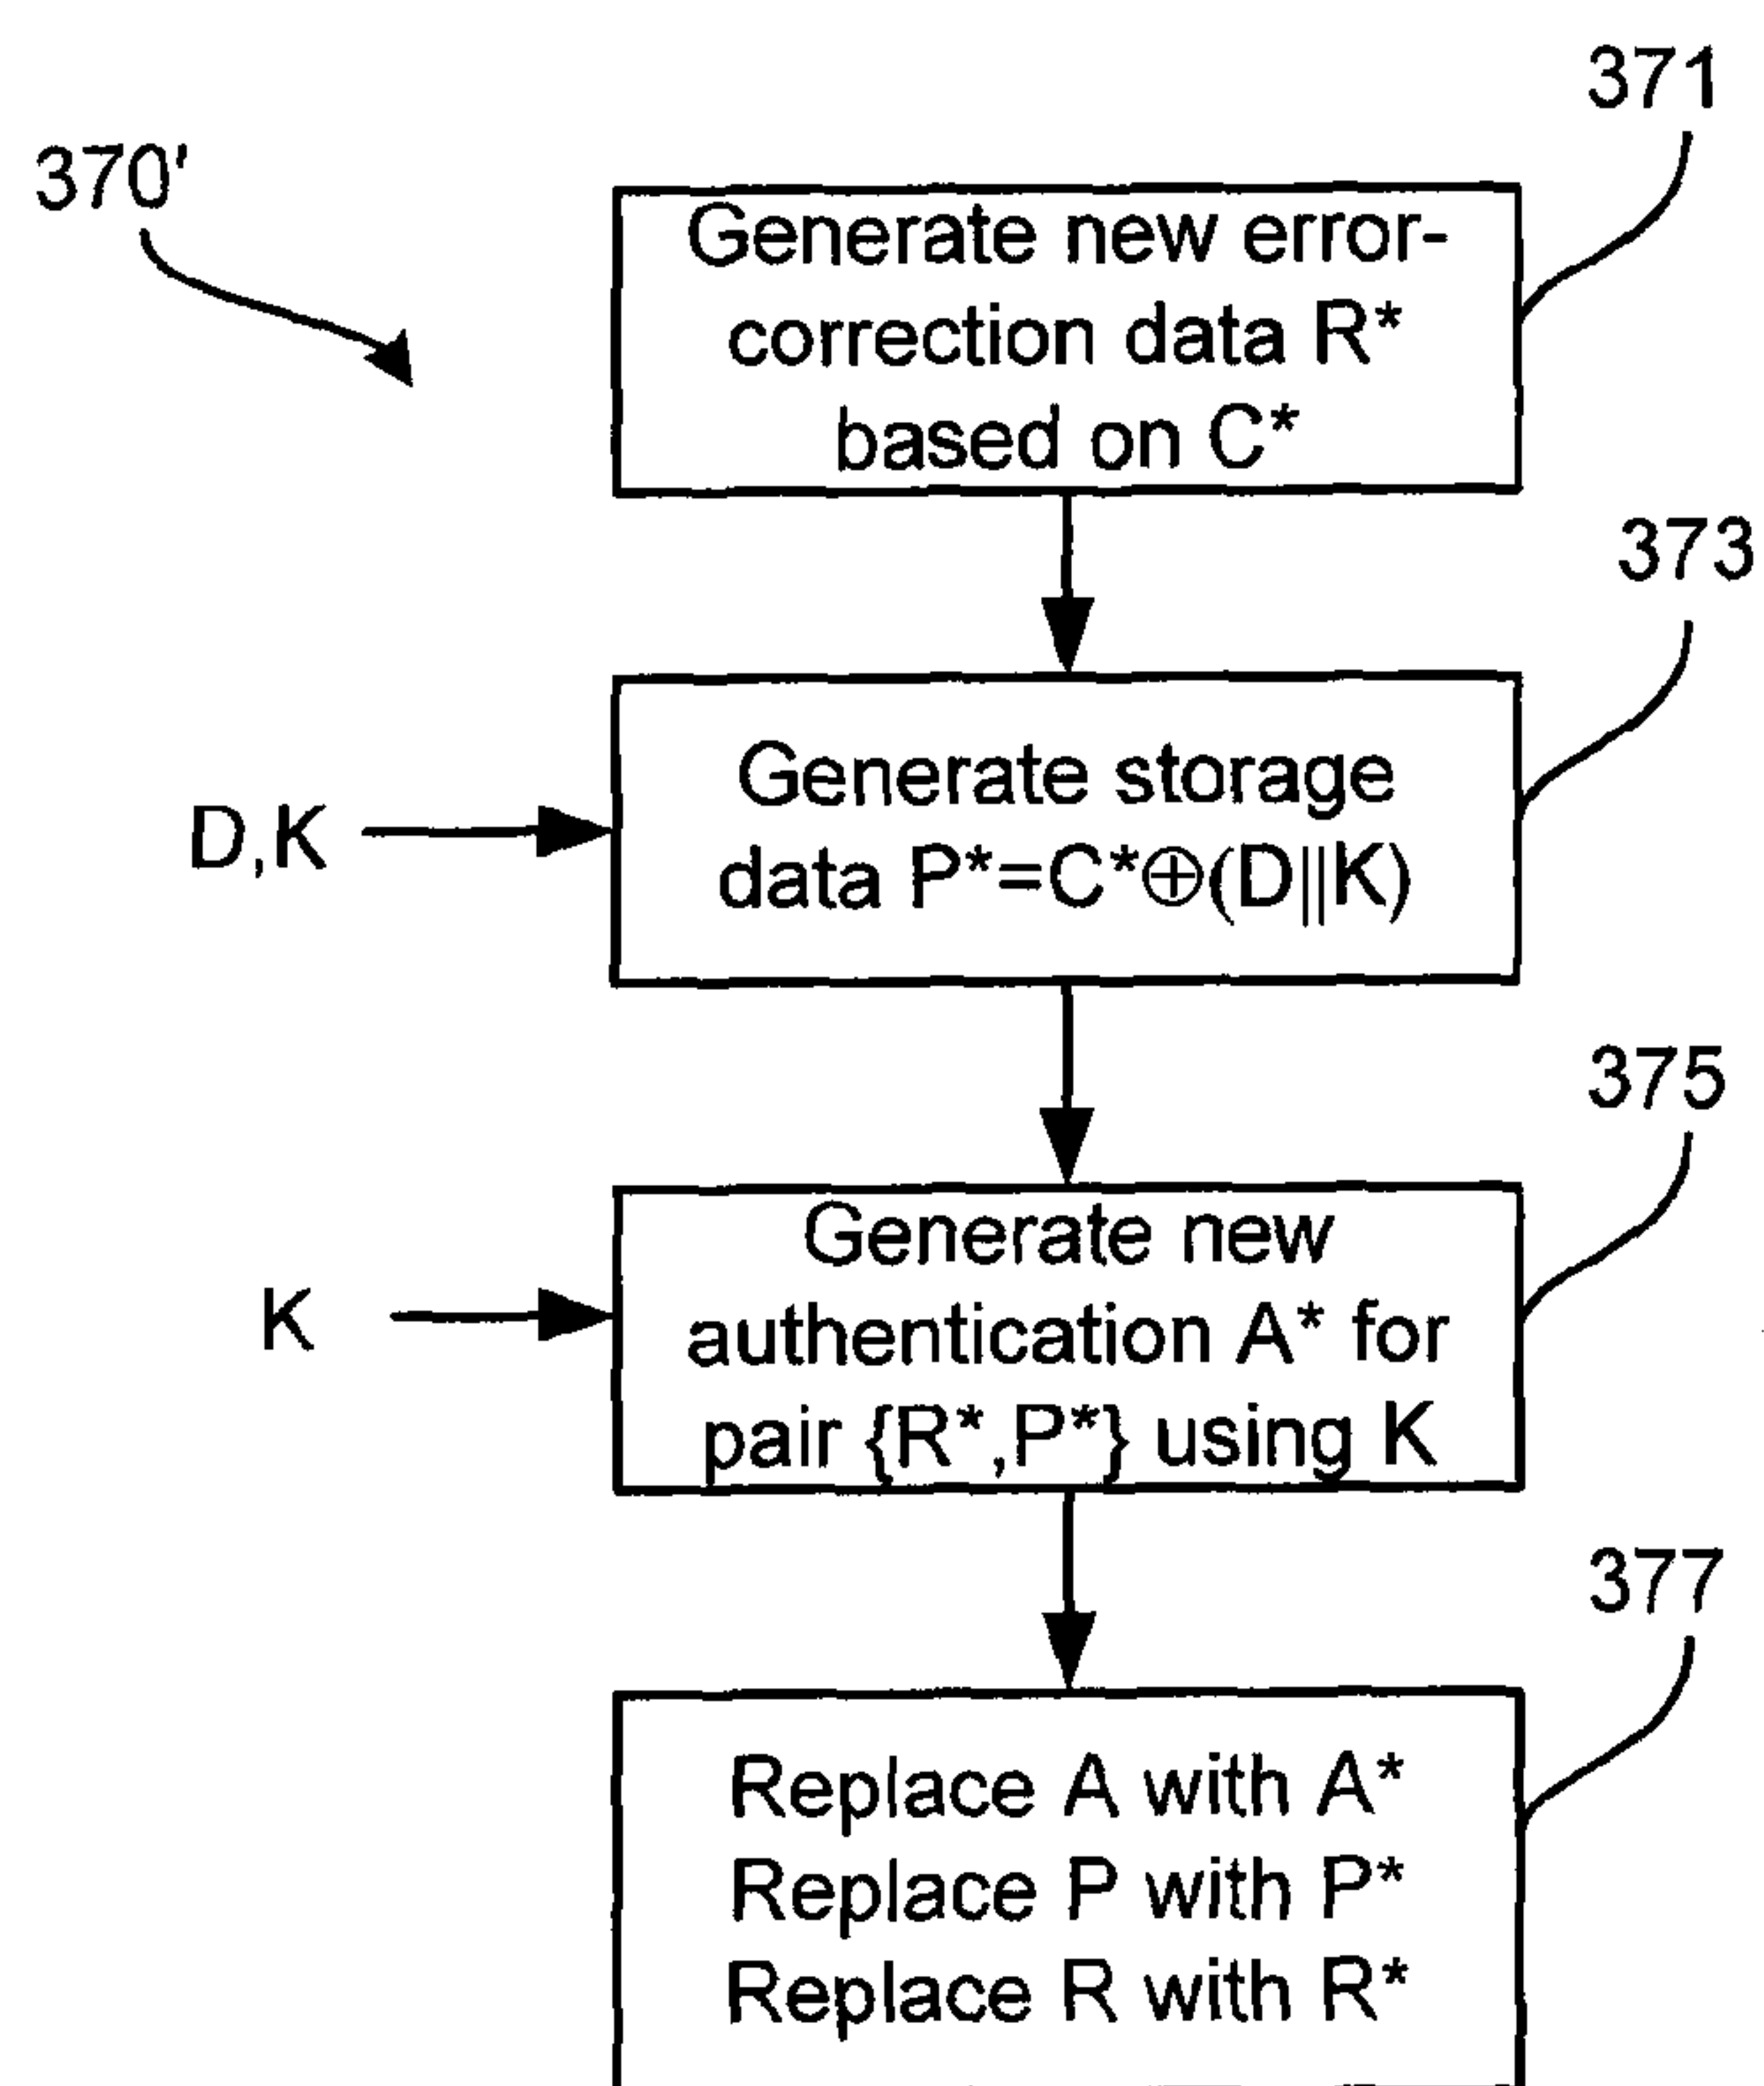 371
370'
Generate new error-
correction data R*
based on C*
373
Generate storage
data P*=C*⊕(D||K)
D,K
375
Generate new
authentication A* for
pair {R*,P*} using K
K
377
Replace A with A*
Replace P with P*
Replace R with R*